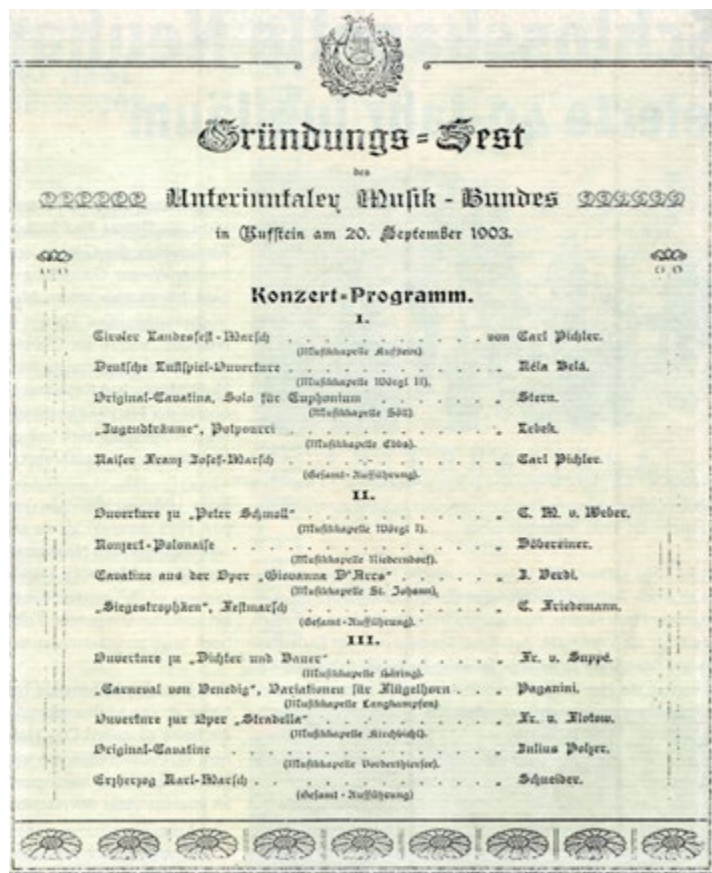 Gründungs-Fest
des
Unterinntaler Musik-Bundes
in Kufstein am 20. September 1903.
Konzert-Programm.
I.
Tiroler Landesfest-Marsch . . . von Carl Pichler.
(Musikkapelle Kufstein)
Deutsche Lustspiel-Ouverture . . . „ Kéla Belá.
(Musikkapelle Wörgl II).
Original-Cavatina, Solo für Euphonium . . . „ Stern.
(Musikkapelle Söll)
„Jugendträume“, Potpourri . . . „
(Musikkapelle Ebbs).
Kaiser Franz Josef-Marsch . . . „ Carl Pichler.
(Gesamt-Aufführung).
II.
Ouverture zu „Peter Schmoll“ . . . „ C. M. v. Weber.
(Musikkapelle Wörgl I).
Konzert-Polonaise . . . „ Döbereiner.
(Musikkapelle Niederndorf).
Cavatine aus der Oper „Giovanna D'Arco“ . . . „ J. Verdi.
(Musikkapelle St. Johann),
„Siegestrophäen“, Festmarsch . . . „ C. Friedemann.
(Gesamt-Aufführung).
III.
Ouverture zu „Dichter und Bauer“ . . . „ Fr. v. Suppé.
(Musikkapelle Häring).
„Carneval von Venedig“, Variationen für Flügelhorn . . . „ Paganini.
(Musikkapelle Langkampfen)
Ouverture zur Oper „Stradella“ . . . „ Fr. v. Flotow.
(Musikkapelle Kirchbichl).
Original-Cavatine . . . „ Julius Polzer.
(Musikkapelle Vorderthiersee).
Erzherzog Karl-Marsch . . . „ Schneider.
(Gesamt-Aufführung)